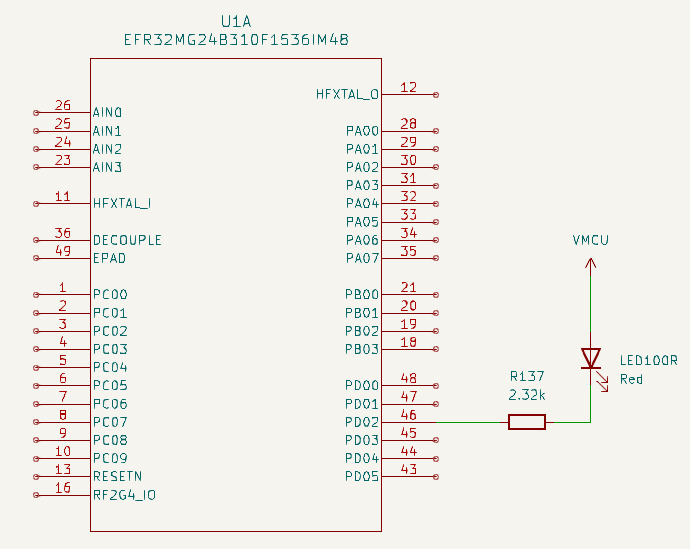 U1A
EFR32MG24B310F1536IM48
HFXTAL_O 12
26 AIN0
25 AIN1
24 AIN2
23 AIN3
11 HFXTAL_I
36 DECOUPLE
49 EPAD
1 PC00
2 PC01
3 PC02
4 PC03
5 PC04
6 PC05
7 PC06
8 PC07
9 PC08
10 PC09
13 RESETN
16 RF2G4_IO
PA00 28
PA01 29
PA02 30
PA03 31
PA04 32
PA05 33
PA06 34
PA07 35
PB00 21
PB01 20
PB02 19
PB03 18
PD00 48
PD01 47
PD02 46
PD03 45
PD04 44
PD05 43
R137
2.32k
VMCU
LED100R
Red